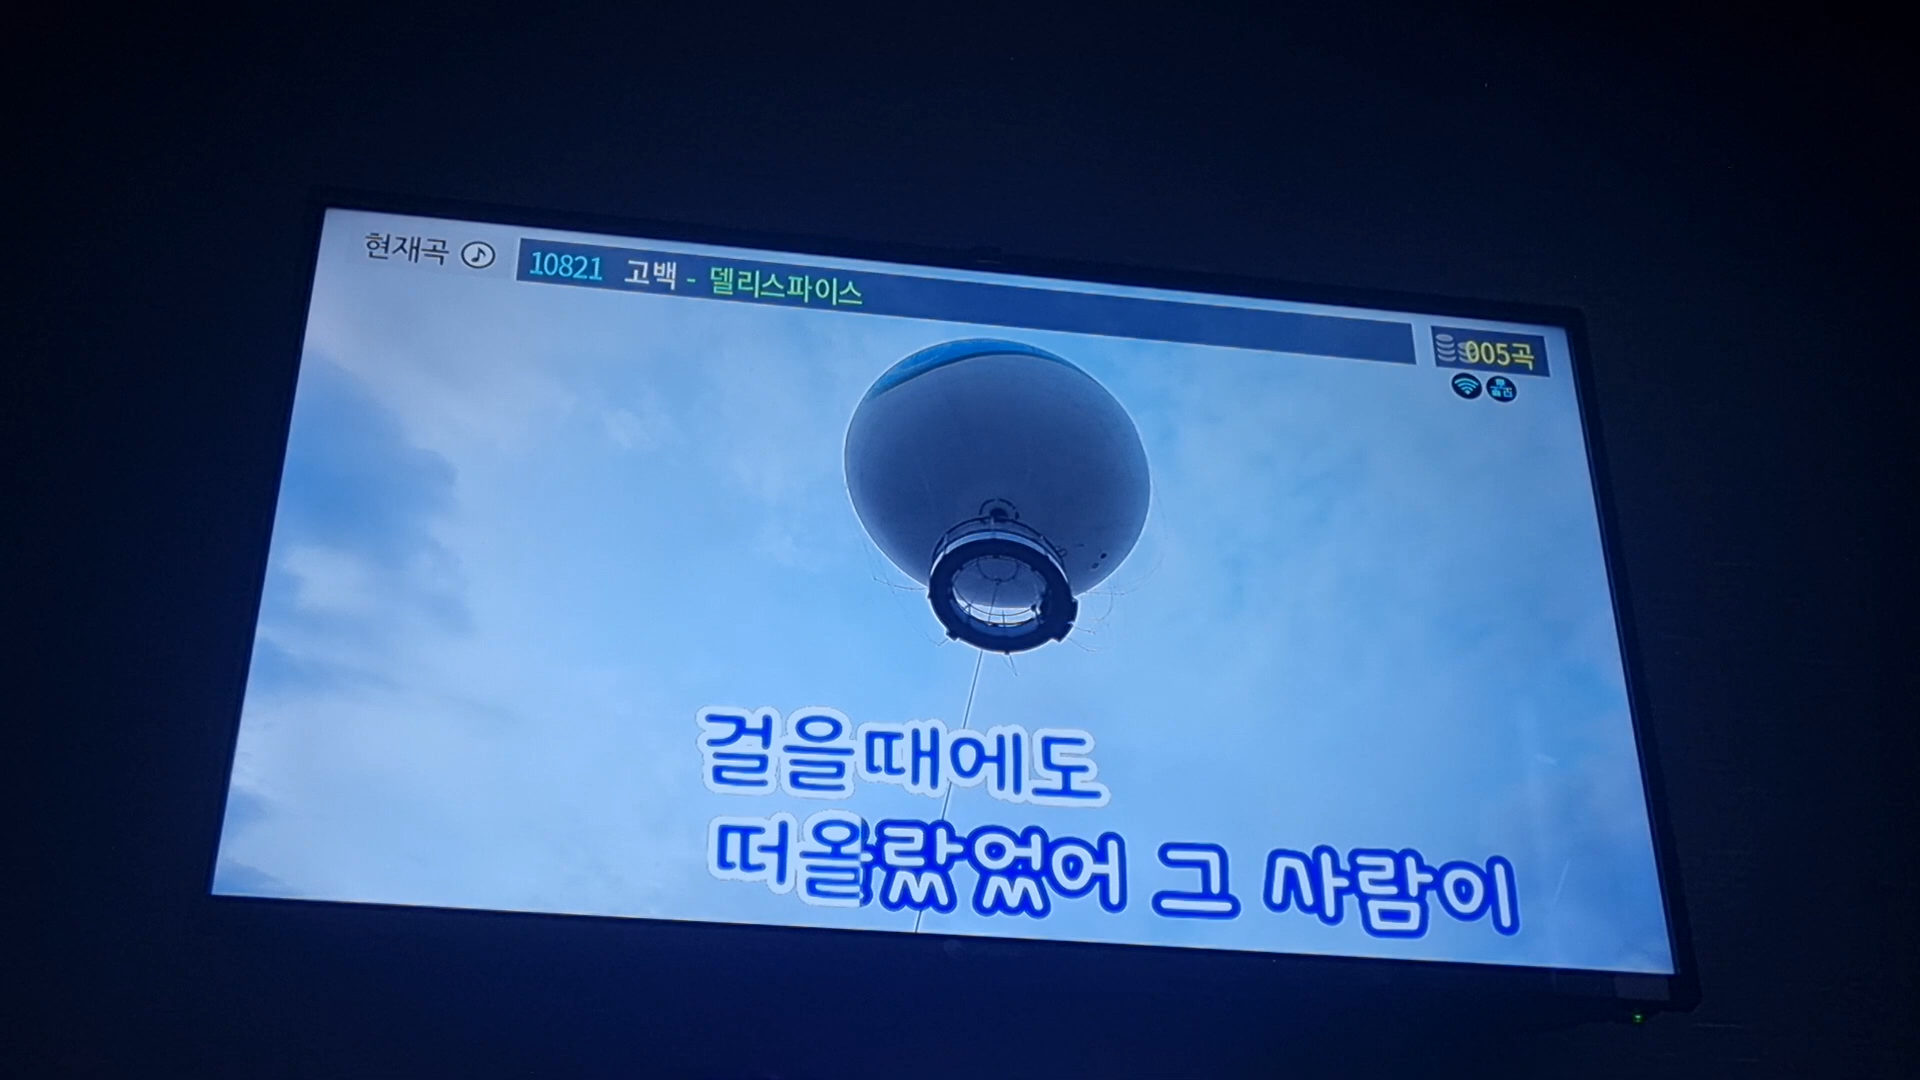 현재곡 10821 고백 - 델리스파이스
005곡
걸을때에도
떠올랐었어 그 사람이